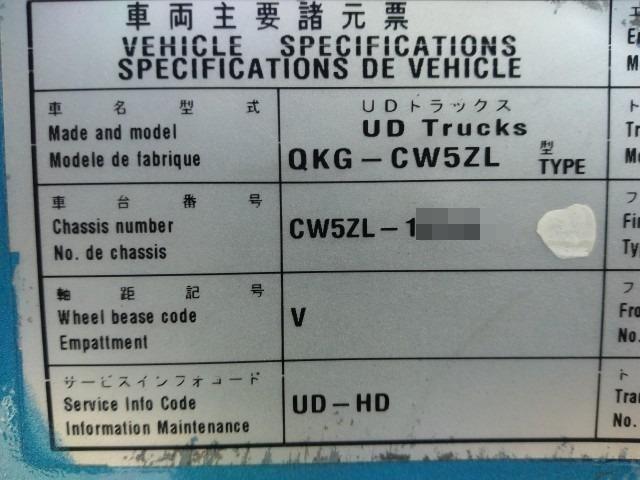 車両主要諸元票
VEHICLE SPECIFICATIONS
SPECIFICATIONS DE VEHICLE
車名型式
Made and model
Modele de fabrique
UDトラックス
UD Trucks
QKG-CW5ZL 型 TYPE
車台番号
Chassis number
No. de chassis
CW5ZL-1
軸距記号
Wheel bease code
Empattment
V
サービスインフォコード
Service Info Code
Information Maintenance
UD-HD